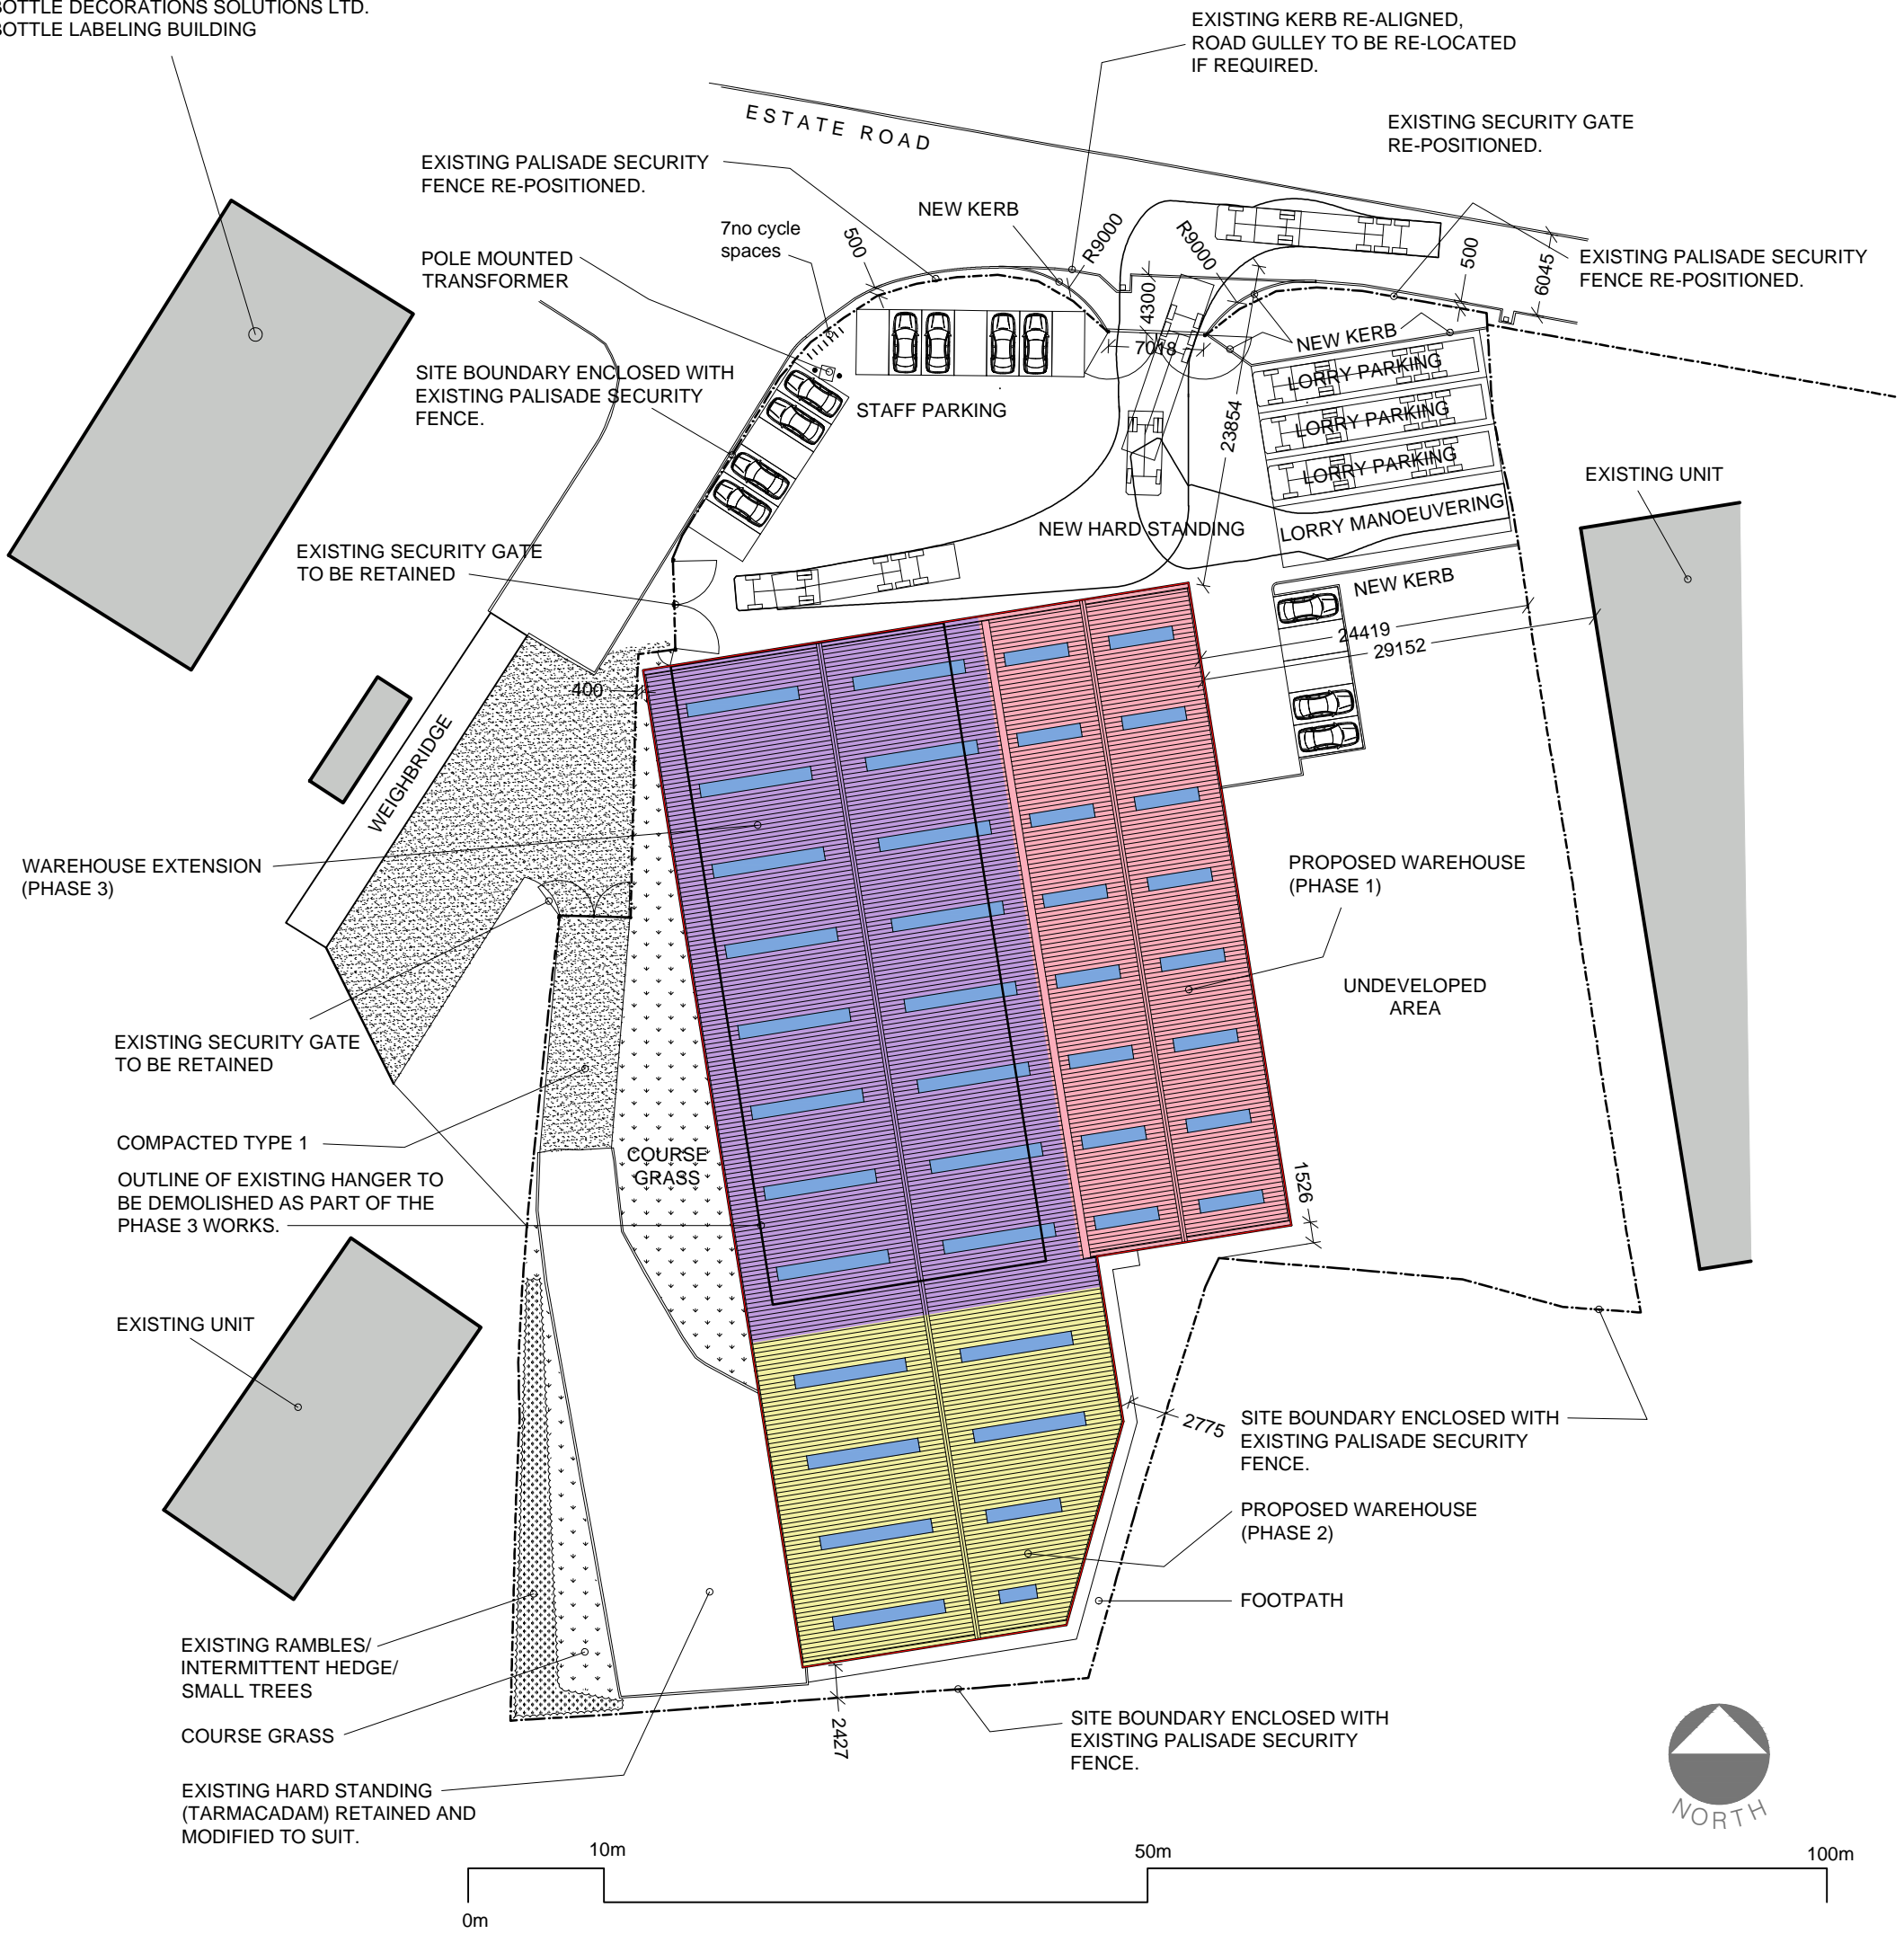 BOTTLE DECORATIONS SOLUTIONS LTD.
BOTTLE LABELING BUILDING
EXISTING KERB RE-ALIGNED,
ROAD GULLEY TO BE RE-LOCATED
IF REQUIRED.
ESTATE ROAD
EXISTING SECURITY GATE
RE-POSITIONED.
EXISTING PALISADE SECURITY
FENCE RE-POSITIONED.
NEW KERB
7no cycle
spaces
500
R9000
R9000
POLE MOUNTED
TRANSFORMER
500
6045
EXISTING PALISADE SECURITY
FENCE RE-POSITIONED.
4300
7018
NEW KERB
SITE BOUNDARY ENCLOSED WITH
EXISTING PALISADE SECURITY
FENCE.
STAFF PARKING
23854
LORRY PARKING
LORRY PARKING
LORRY PARKING
LORRY MANOEUVERING
EXISTING UNIT
NEW HARD STANDING
EXISTING SECURITY GATE
TO BE RETAINED
NEW KERB
24419
29152
400
WEIGHBRIDGE
WAREHOUSE EXTENSION
(PHASE 3)
PROPOSED WAREHOUSE
(PHASE 1)
UNDEVELOPED
AREA
EXISTING SECURITY GATE
TO BE RETAINED
COMPACTED TYPE 1
COURSE
GRASS
OUTLINE OF EXISTING HANGER TO
BE DEMOLISHED AS PART OF THE
PHASE 3 WORKS.
1526
EXISTING UNIT
2775
SITE BOUNDARY ENCLOSED WITH
EXISTING PALISADE SECURITY
FENCE.
PROPOSED WAREHOUSE
(PHASE 2)
FOOTPATH
EXISTING RAMBLES/
INTERMITTENT HEDGE/
SMALL TREES
COURSE GRASS
2427
SITE BOUNDARY ENCLOSED WITH
EXISTING PALISADE SECURITY
FENCE.
EXISTING HARD STANDING
(TARMACADAM) RETAINED AND
MODIFIED TO SUIT.
NORTH
10m
50m
100m
0m